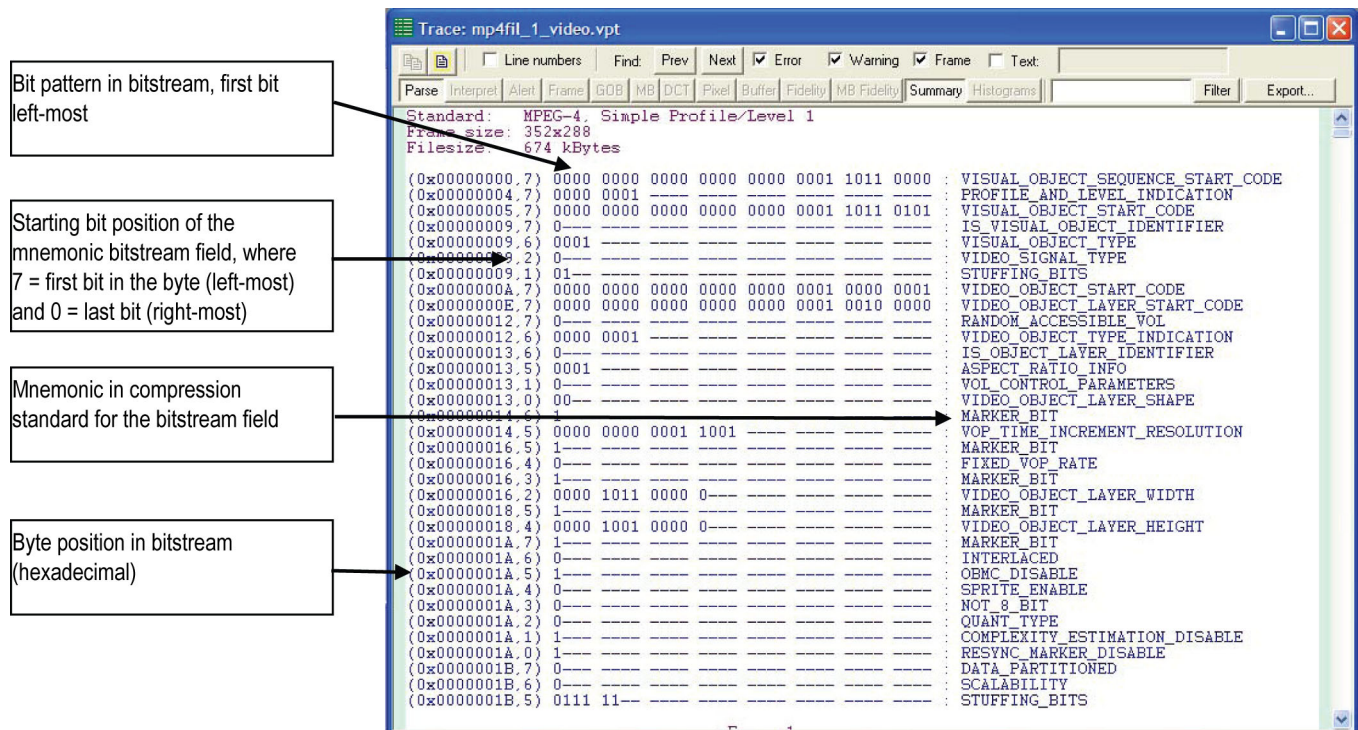 Bit pattern in bitstream, first bit
left-most
Starting bit position of the
mnemonic bitstream field, where
7 = first bit in the byte (left-most)
and 0 = last bit (right-most)
Mnemonic in compression
standard for the bitstream field
Byte position in bitstream
(hexadecimal)
Trace: mp4fil_1_video.vpt
Line numbers Find: Prev Next Error Warning Frame Text:
Parse Interpret Alert Frame GOB MB DCT Pixel Buffer Fidelity MB Fidelity Summary Histograms Filter Export...
Standard: MPEG-4, Simple Profile/Level 1
Frame size: 352x288
Filesize: 674 kBytes
(0x00000000,7) 0000 0000 0000 0000 0000 0001 1011 0000 : VISUAL_OBJECT_SEQUENCE_START_CODE
(0x00000004,7) 0000 0001 ---- ---- ---- ---- ---- ---- : PROFILE_AND_LEVEL_INDICATION
(0x00000005,7) 0000 0000 0000 0000 0000 0001 1011 0101 : VISUAL_OBJECT_START_CODE
(0x00000009,7) 0--- ---- ---- ---- ---- ---- ---- ---- : IS_VISUAL_OBJECT_IDENTIFIER
(0x00000009,6) 0001 ---- ---- ---- ---- ---- ---- ---- : VISUAL_OBJECT_TYPE
(0x00000009,2) 0--- ---- ---- ---- ---- ---- ---- ---- : VIDEO_SIGNAL_TYPE
(0x00000009,1) 01-- ---- ---- ---- ---- ---- ---- ---- : STUFFING_BITS
(0x0000000A,7) 0000 0000 0000 0000 0000 0001 0000 0001 : VIDEO_OBJECT_START_CODE
(0x0000000E,7) 0000 0000 0000 0000 0000 0001 0010 0000 : VIDEO_OBJECT_LAYER_START_CODE
(0x00000012,7) 0--- ---- ---- ---- ---- ---- ---- ---- : RANDOM_ACCESSIBLE_VOL
(0x00000012,6) 0000 0001 ---- ---- ---- ---- ---- ---- : VIDEO_OBJECT_TYPE_INDICATION
(0x00000013,6) 0--- ---- ---- ---- ---- ---- ---- ---- : IS_OBJECT_LAYER_IDENTIFIER
(0x00000013,5) 0001 ---- ---- ---- ---- ---- ---- ---- : ASPECT_RATIO_INFO
(0x00000013,1) 0--- ---- ---- ---- ---- ---- ---- ---- : VOL_CONTROL_PARAMETERS
(0x00000013,0) 00-- ---- ---- ---- ---- ---- ---- ---- : VIDEO_OBJECT_LAYER_SHAPE
(0x00000014,6) 1 MARKER_BIT
(0x00000014,5) 0000 0000 0001 1001 ---- ---- ---- ---- : VOP_TIME_INCREMENT_RESOLUTION
(0x00000016,5) 1--- ---- ---- ---- ---- ---- ---- ---- : MARKER_BIT
(0x00000016,4) 0--- ---- ---- ---- ---- ---- ---- ---- : FIXED_VOP_RATE
(0x00000016,3) 1--- ---- ---- ---- ---- ---- ---- ---- : MARKER_BIT
(0x00000016,2) 0000 1011 0000 0--- ---- ---- ---- ---- : VIDEO_OBJECT_LAYER_WIDTH
(0x00000018,5) 1--- ---- ---- ---- ---- ---- ---- ---- : MARKER_BIT
(0x00000018,4) 0000 1001 0000 0--- ---- ---- ---- ---- : VIDEO_OBJECT_LAYER_HEIGHT
(0x0000001A,7) 1--- ---- ---- ---- ---- ---- ---- ---- : MARKER_BIT
(0x0000001A,6) 0--- ---- ---- ---- ---- ---- ---- ---- : INTERLACED
(0x0000001A,5) 1--- ---- ---- ---- ---- ---- ---- ---- : OBMC_DISABLE
(0x0000001A,4) 0--- ---- ---- ---- ---- ---- ---- ---- : SPRITE_ENABLE
(0x0000001A,3) 0--- ---- ---- ---- ---- ---- ---- ---- : NOT_8_BIT
(0x0000001A,2) 0--- ---- ---- ---- ---- ---- ---- ---- : QUANT_TYPE
(0x0000001A,1) 1--- ---- ---- ---- ---- ---- ---- ---- : COMPLEXITY_ESTIMATION_DISABLE
(0x0000001A,0) 1--- ---- ---- ---- ---- ---- ---- ---- : RESYNC_MARKER_DISABLE
(0x0000001B,7) 0--- ---- ---- ---- ---- ---- ---- ---- : DATA_PARTITIONED
(0x0000001B,6) 0--- ---- ---- ---- ---- ---- ---- ---- : SCALABILITY
(0x0000001B,5) 0111 11-- ---- ---- ---- ---- ---- ---- : STUFFING_BITS